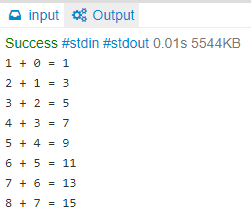 input Output
Success #stdin #stdout 0.01s 5544KB
1 + 0 = 1
2 + 1 = 3
3 + 2 = 5
4 + 3 = 7
5 + 4 = 9
6 + 5 = 11
7 + 6 = 13
8 + 7 = 15